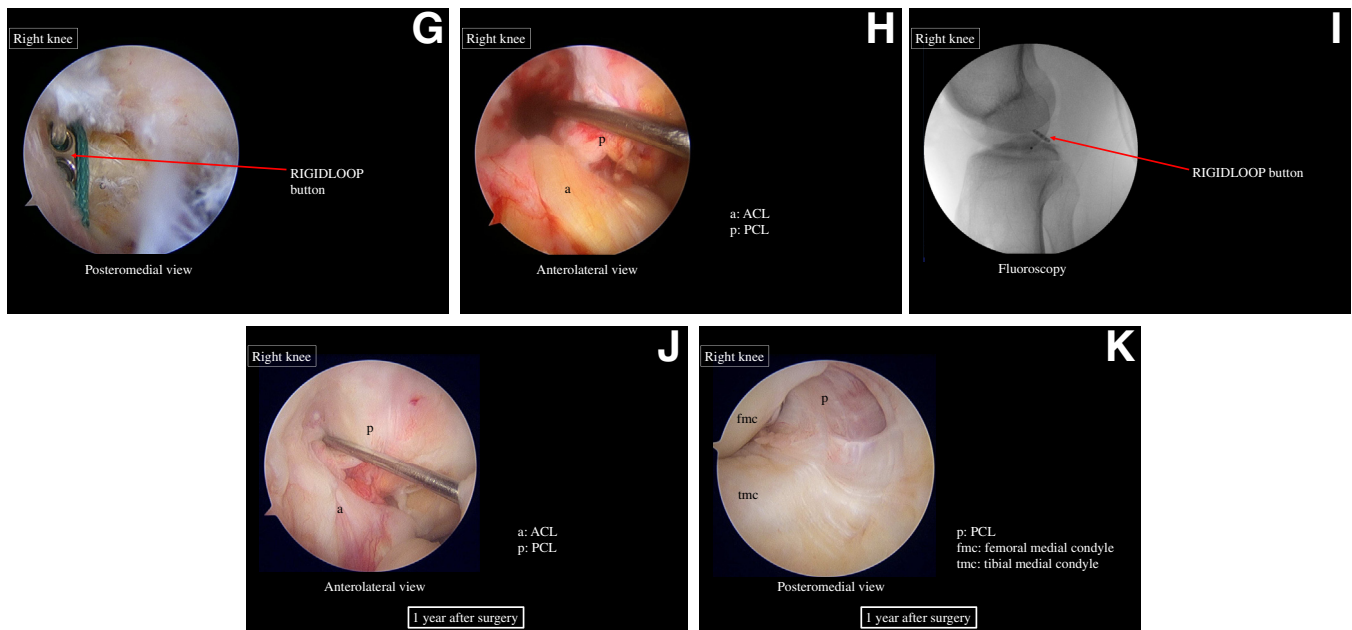 G
Right knee
RIGIDLOOP
button
Posteromedial view
H
Right knee
p
a
a: ACL
p: PCL
Anterolateral view
I
Right knee
RIGIDLOOP button
Fluoroscopy
J
Right knee
p
a
a: ACL
p: PCL
Anterolateral view
1 year after surgery
K
Right knee
p
fmc
tmc
p: PCL
fmc: femoral medial condyle
tmc: tibial medial condyle
Posteromedial view
1 year after surgery